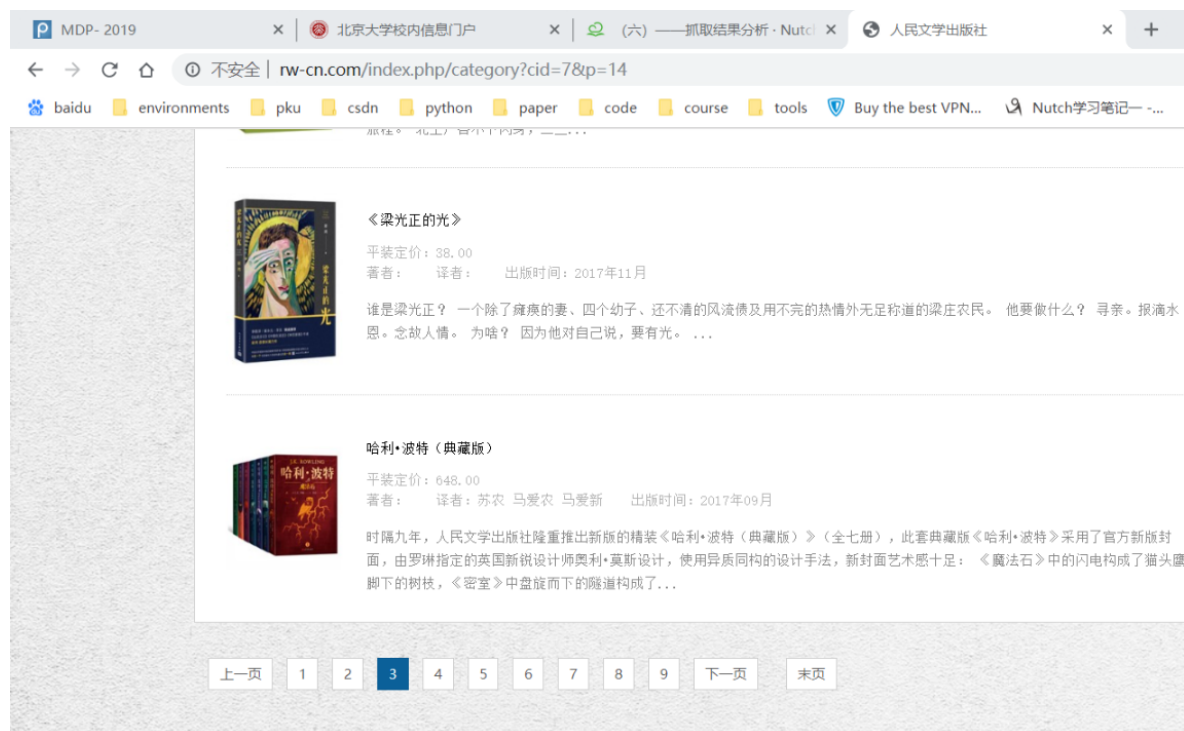 MDP- 2019
北京大学校内信息门户
（六）——抓取结果分析 · Nutch
人民文学出版社
不安全 rw-cn.com/index.php/category?cid=7&p=14
baidu environments pku csdn python paper code course tools Buy the best VPN... Nutch学习笔记一 -...
《梁光正的光》
平装定价：38.00
著者： 译者： 出版时间：2017年11月
谁是梁光正？ 一个除了瘫痪的妻、四个幼子、还不清的风流债及用不完的热情外无足称道的梁庄农民。 他要做什么？ 寻亲。报滴水
恩。念故人情。 为啥？ 因为他对自己说，要有光。 ...
梁光正的光
哈利•波特（典藏版）
平装定价：648.00
著者： 译者：苏农 马爱农 马爱新 出版时间：2017年09月
时隔九年，人民文学出版社隆重推出新版的精装《哈利•波特（典藏版）》（全七册），此套典藏版《哈利•波特》采用了官方新版封
面，由罗琳指定的英国新锐设计师奥利•莫斯设计，使用异质同构的设计手法，新封面艺术感十足： 《魔法石》中的闪电构成了猫头鹰
脚下的树枝，《密室》中盘旋而下的隧道构成了...
哈利·波特
上一页 1 2 3 4 5 6 7 8 9 下一页 末页